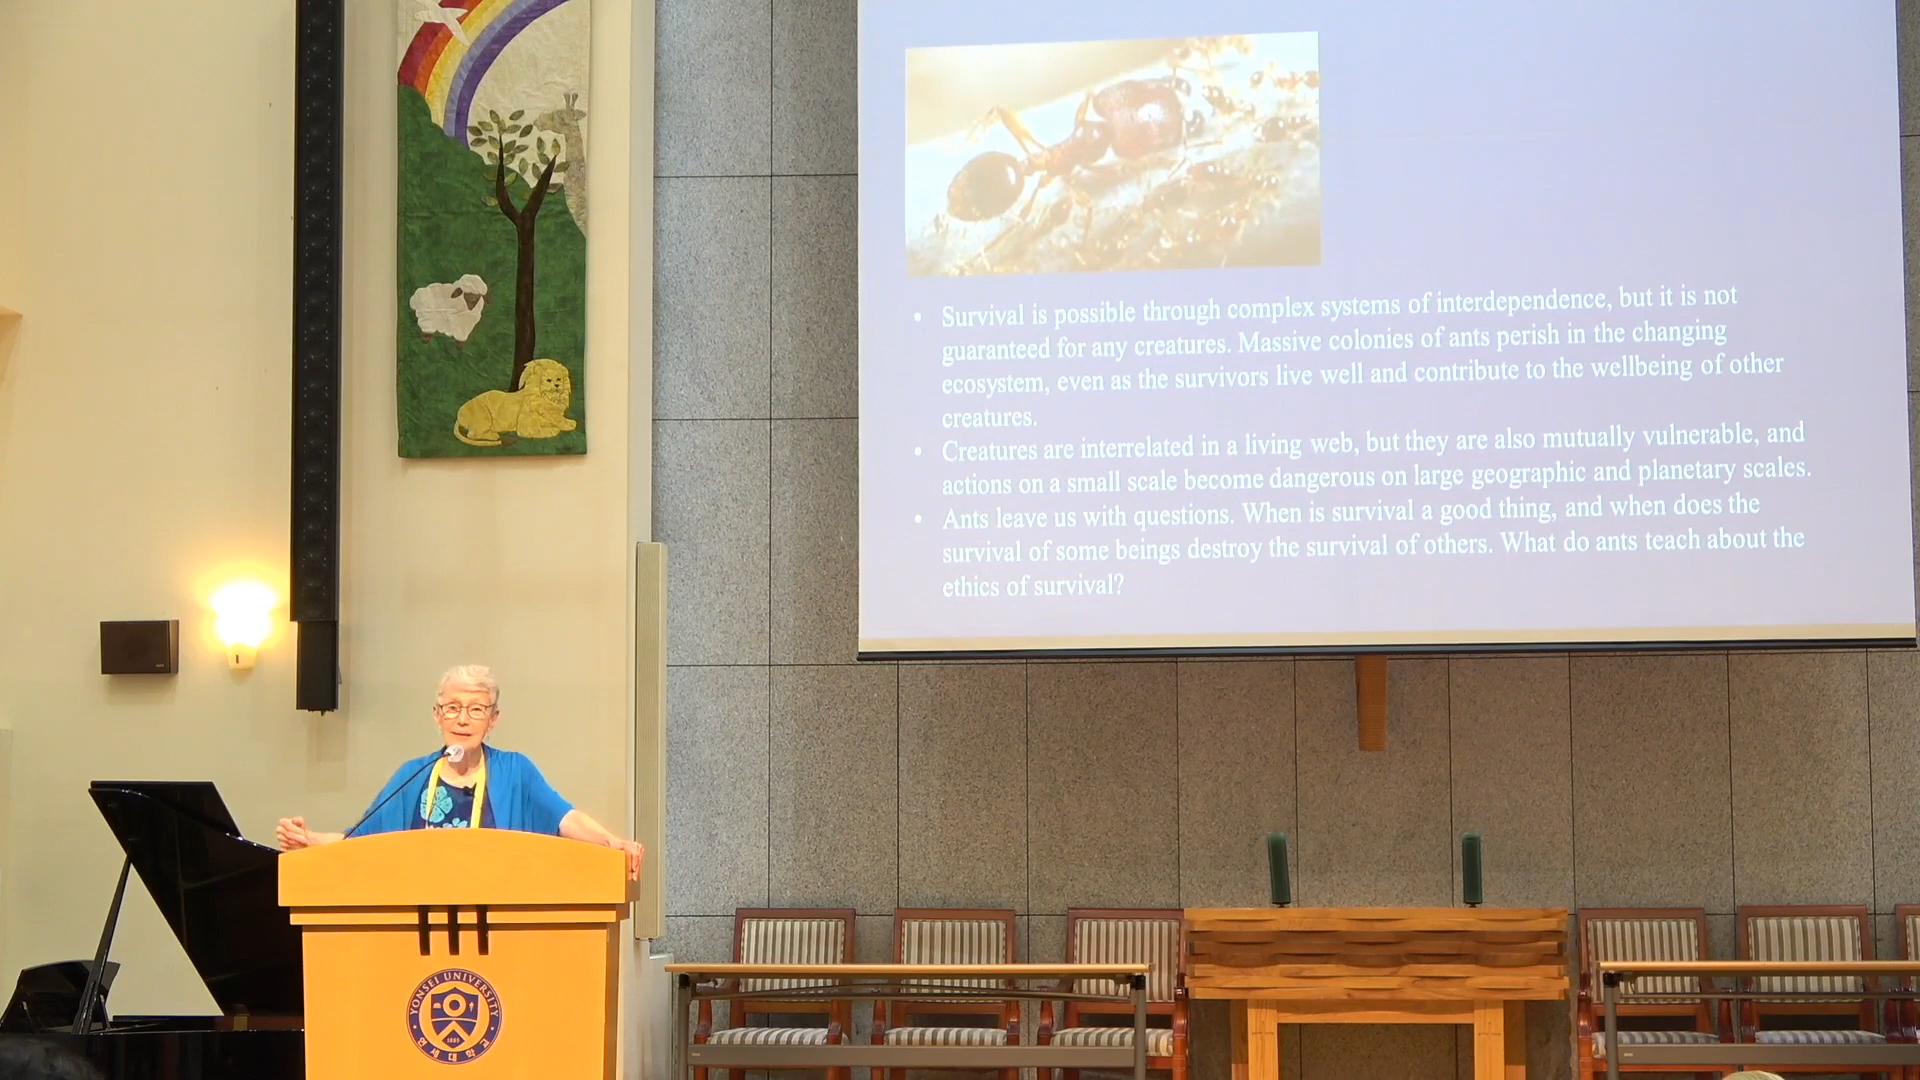 • Survival is possible through complex systems of interdependence, but it is not
guaranteed for any creatures. Massive colonies of ants perish in the changing
ecosystem, even as the survivors live well and contribute to the wellbeing of other
creatures.
• Creatures are interrelated in a living web, but they are also mutually vulnerable, and
actions on a small scale become dangerous on large geographic and planetary scales.
• Ants leave us with questions. When is survival a good thing, and when does the
survival of some beings destroy the survival of others. What do ants teach about the
ethics of survival?
YONSEI UNIVERSITY
1885
연세대학교